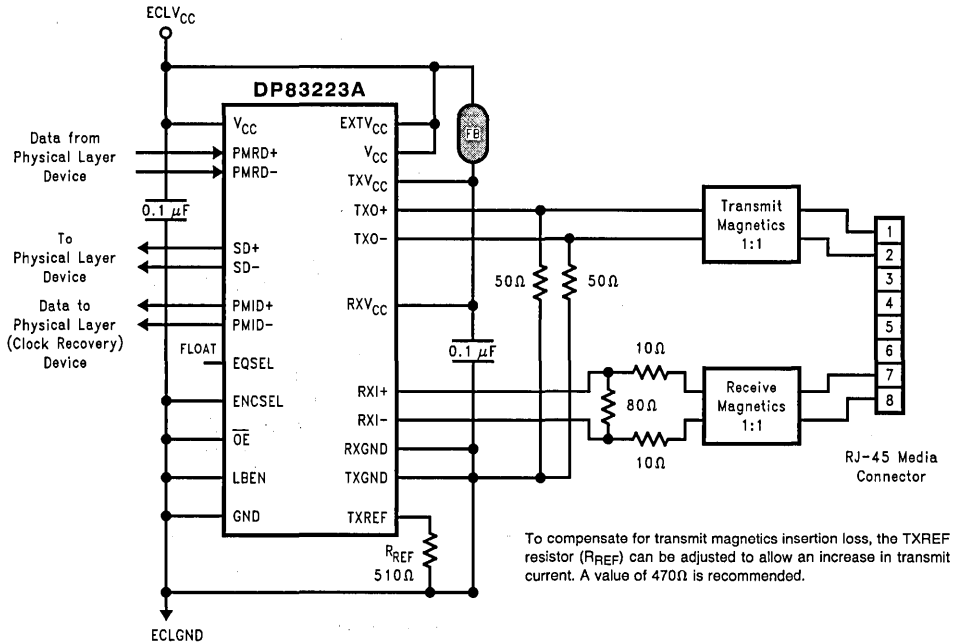 ECLVCC
DP83223A
VCC
PMRD+
PMRD-
SD+
SD-
PMID+
PMID-
EQSEL
ENCSEL
OE
LBEN
GND
EXTVCC
VCC
TXVCC
TXO+
TXO-
RXVCC
RXI+
RXI-
RXGND
TXGND
TXREF
Data from
Physical Layer
Device
0.1 μF
To
Physical Layer
Device
Data to
Physical Layer
(Clock Recovery)
Device
FLOAT
FB
50Ω
50Ω
0.1 μF
10Ω
80Ω
10Ω
Transmit
Magnetics
1:1
Receive
Magnetics
1:1
1
2
3
4
5
6
7
8
RJ-45 Media
Connector
RREF
510Ω
ECLGND
To compensate for transmit magnetics insertion loss, the TXREF
resistor (RREF) can be adjusted to allow an increase in transmit
current. A value of 470Ω is recommended.